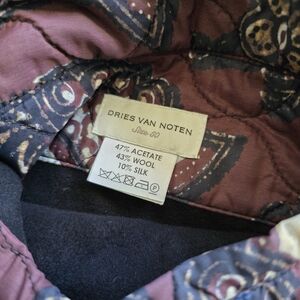 DRIES VAN NOTEN
47% ACETATE
43% WOOL
10% SILK
P